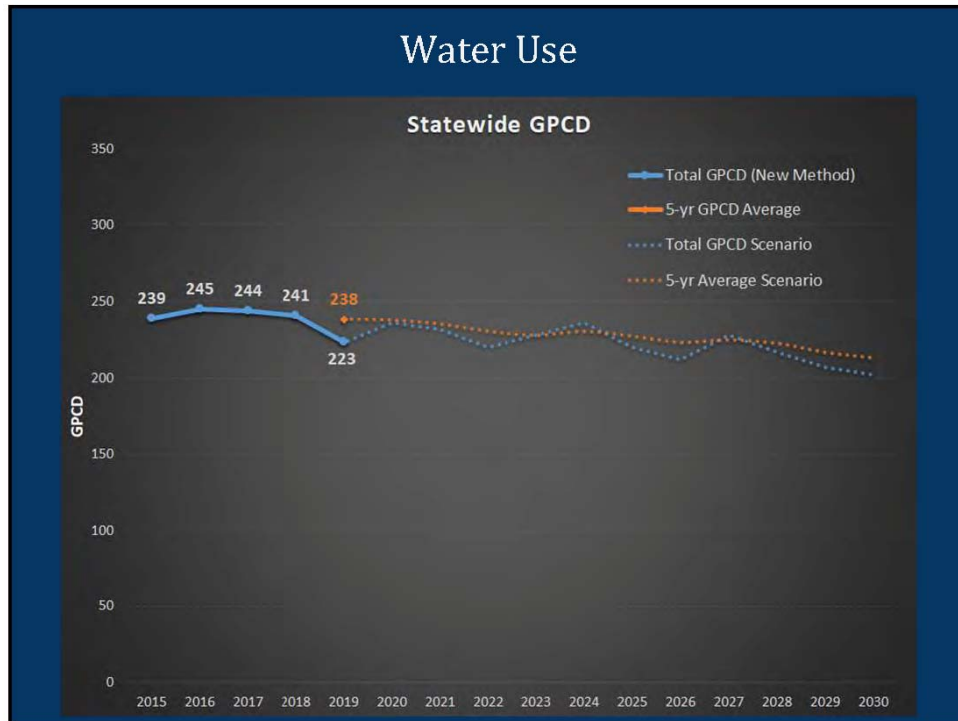 Water Use
Statewide GPCD
350
300
250
200
150
100
50
0
GPCD
Total GPCD (New Method)
5-yr GPCD Average
Total GPCD Scenario
5-yr Average Scenario
239
245
244
241
238
223
2015 2016 2017 2018 2019 2020 2021 2022 2023 2024 2025 2026 2027 2028 2029 2030